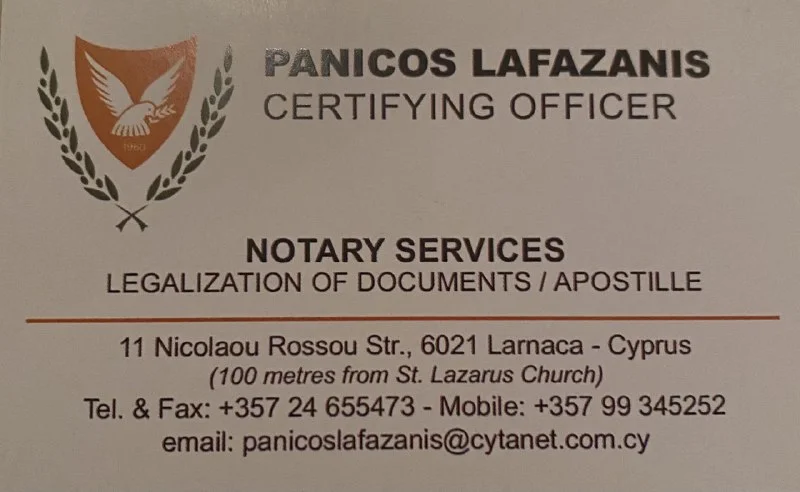 PANICOS LAFAZANIS
CERTIFYING OFFICER
1960
NOTARY SERVICES
LEGALIZATION OF DOCUMENTS / APOSTILLE
11 Nicolaou Rossou Str., 6021 Larnaca - Cyprus
(100 metres from St. Lazarus Church)
Tel. & Fax: +357 24 655473 - Mobile: +357 99 345252
email: panicoslafazanis@cytanet.com.cy